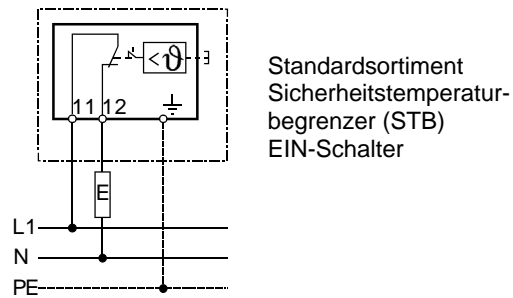 <ϑ
11 12
E
L1
N
PE
Standardsortiment
Sicherheitstemperatur-
begrenzer (STB)
EIN-Schalter